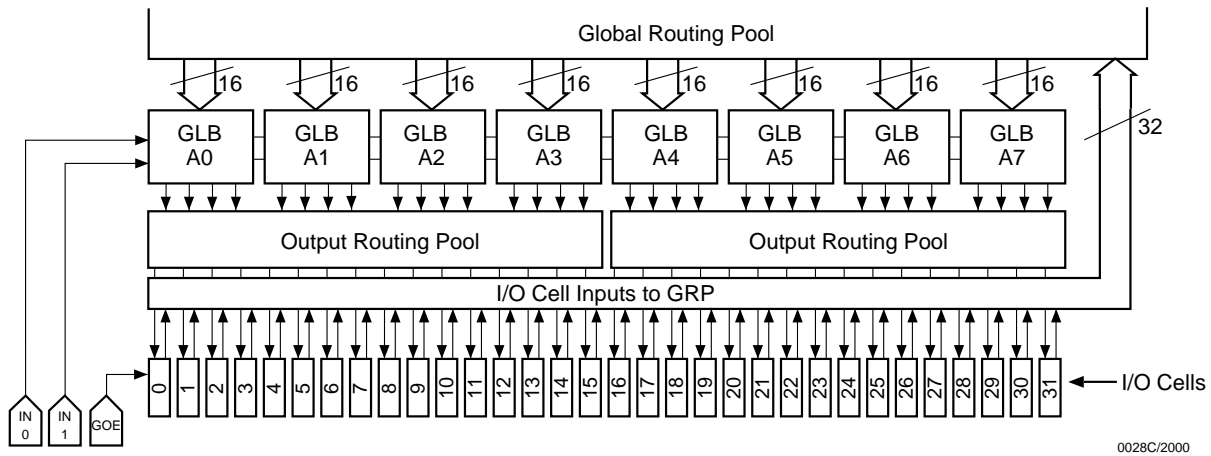 Global Routing Pool
16 16 16 16 16 16 16 16
32
GLB A0
GLB A1
GLB A2
GLB A3
GLB A4
GLB A5
GLB A6
GLB A7
Output Routing Pool
Output Routing Pool
I/O Cell Inputs to GRP
0 1 2 3 4 5 6 7 8 9 10 11 12 13 14 15 16 17 18 19 20 21 22 23 24 25 26 27 28 29 30 31
I/O Cells
IN 0
IN 1
GOE
0028C/2000